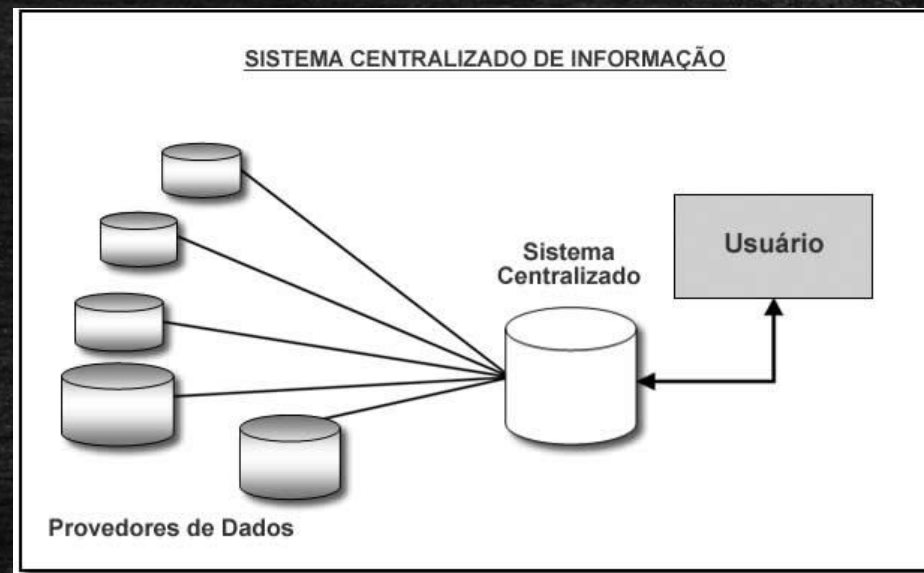 SISTEMA CENTRALIZADO DE INFORMAÇÃO
Sistema
Centralizado
Usuário
Provedores de Dados